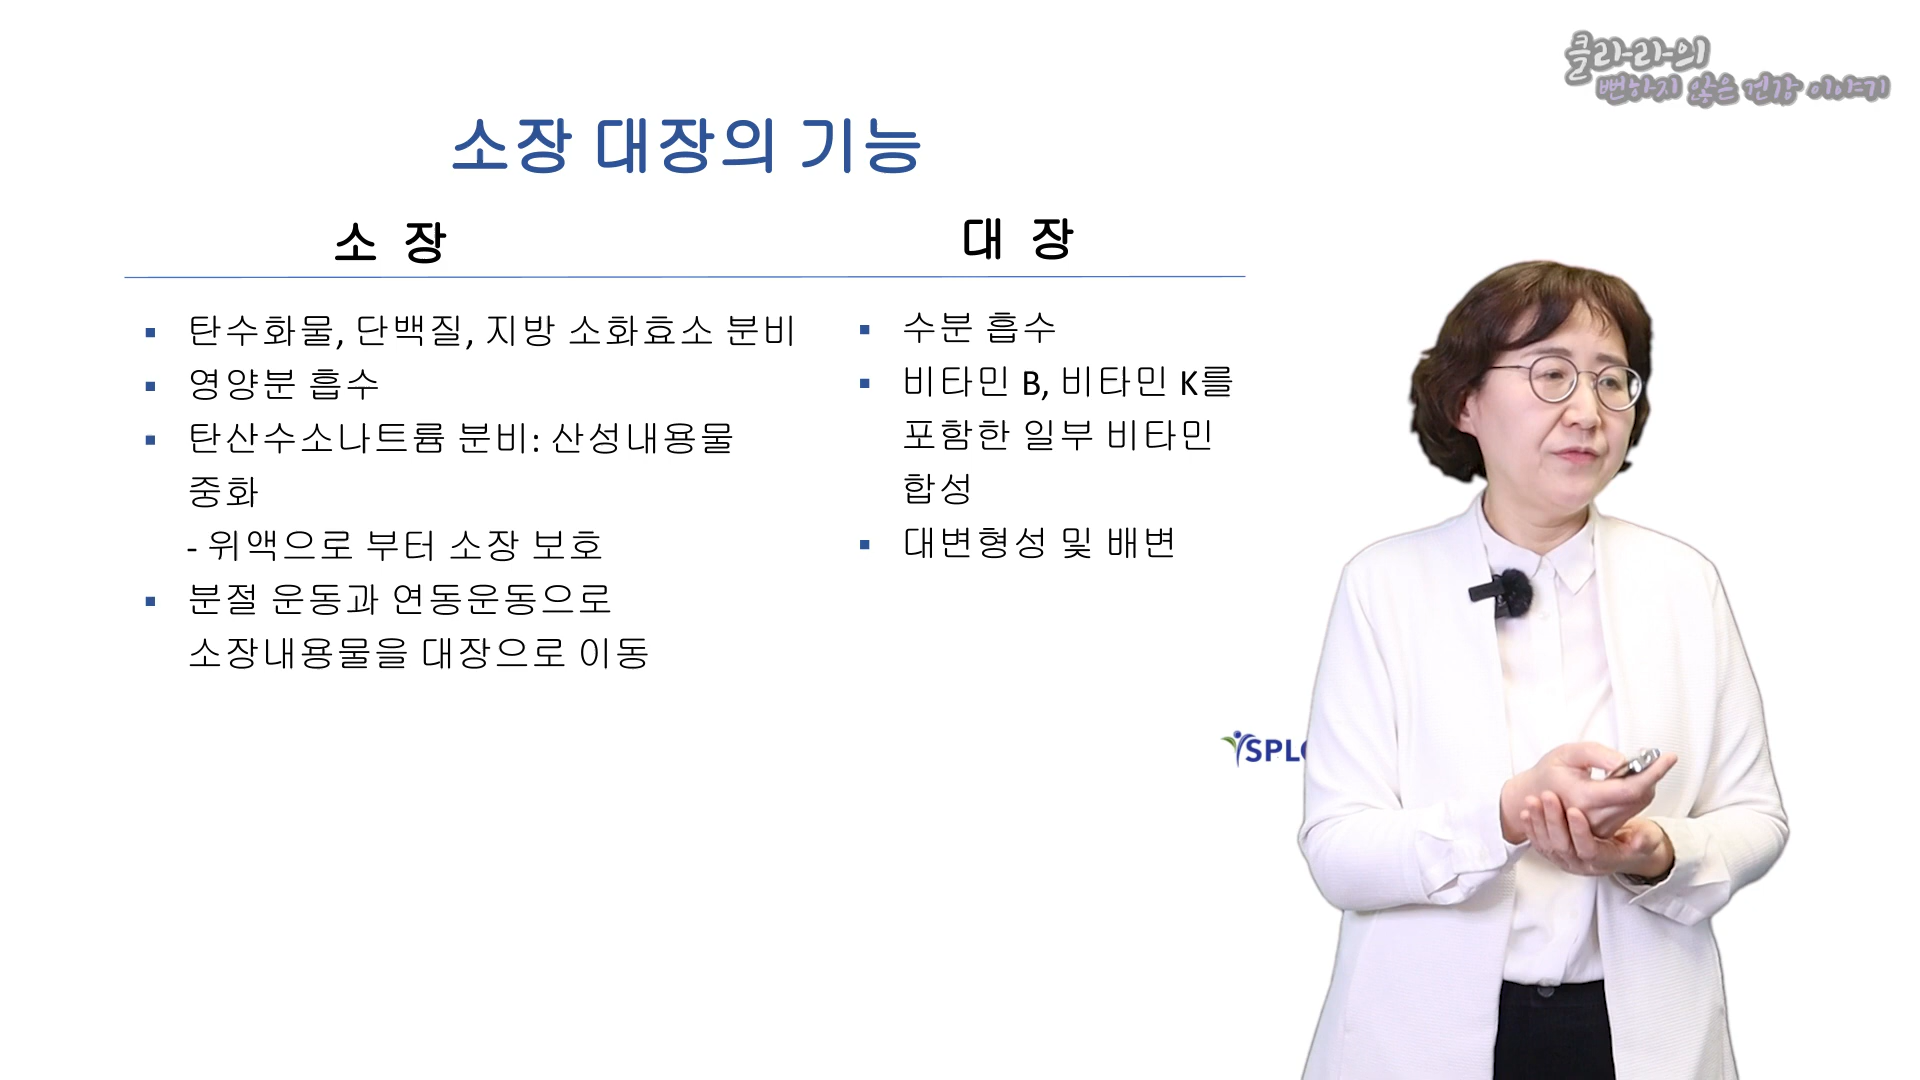 클라라의
뻔하지 않은 건강 이야기
소장 대장의 기능
소 장
탄수화물, 단백질, 지방 소화효소 분비
영양분 흡수
탄산수소나트륨 분비: 산성내용물
중화
- 위액으로 부터 소장 보호
분절 운동과 연동운동으로
소장내용물을 대장으로 이동
대 장
수분 흡수
비타민 B, 비타민 K를
포함한 일부 비타민
합성
대변형성 및 배변